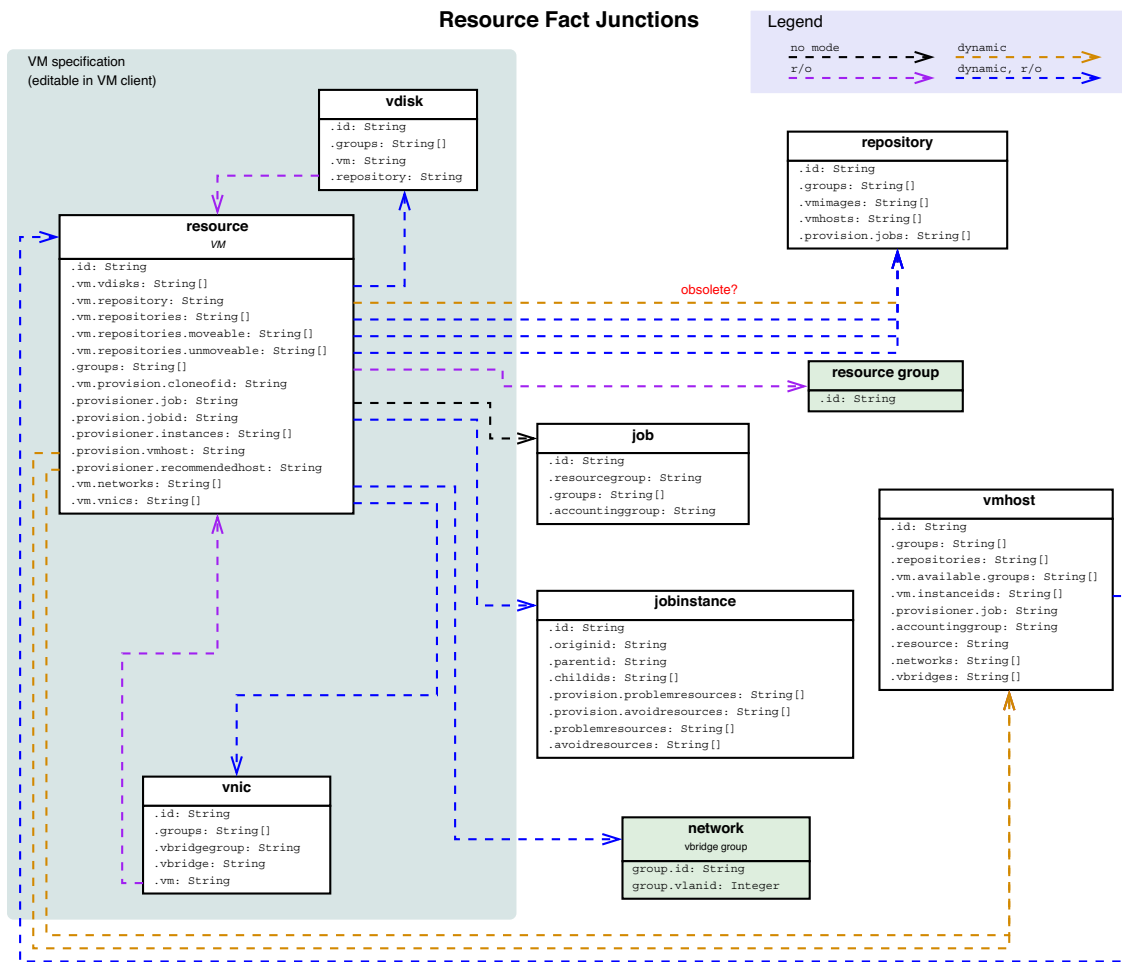 Resource Fact Junctions
Legend
no mode
dynamic
r/o
dynamic, r/o
VM specification
(editable in VM client)
vdisk
.id: String
.groups: String[]
.vm: String
.repository: String
repository
.id: String
.groups: String[]
.vmimages: String[]
.vmhosts: String[]
.provision.jobs: String[]
resource
VM
.id: String
.vm.vdisks: String[]
.vm.repository: String
.vm.repositories: String[]
.vm.repositories.moveable: String[]
.vm.repositories.unmoveable: String[]
.groups: String[]
.vm.provision.cloneofid: String
.provisioner.job: String
.provision.jobid: String
.provisioner.instances: String[]
.provision.vmhost: String
.provisioner.recommendedhost: String
.vm.networks: String[]
.vm.vnics: String[]
obsolete?
resource group
.id: String
job
.id: String
.resourcegroup: String
.groups: String[]
.accountinggroup: String
vmhost
.id: String
.groups: String[]
.repositories: String[]
.vm.available.groups: String[]
.vm.instanceids: String[]
.provisioner.job: String
.accountinggroup: String
.resource: String
.networks: String[]
.vbridges: String[]
jobinstance
.id: String
.originid: String
.parentid: String
.childids: String[]
.provision.problemresources: String[]
.provision.avoidresources: String[]
.problemresources: String[]
.avoidresources: String[]
vnic
.id: String
.groups: String[]
.vbridgegroup: String
.vbridge: String
.vm: String
network
vbridge group
group.id: String
group.vlanid: Integer